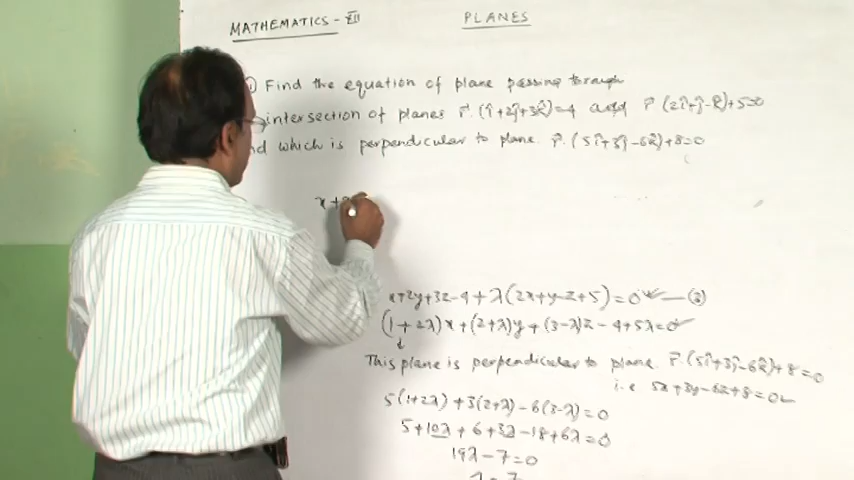 MATHEMATICS - XII
PLANES
Find the equation of plane passing through
intersection of planes r⃗.(î+2ĵ+3k̂)=4 and r⃗.(2î+ĵ-k̂)+5=0
nd which is perpendicular to plane. r⃗.(5î+3ĵ-6k̂)+8=0
x+2
x+2y+3z-4+λ(2x+y-z+5)=0 —(3)
(1+2λ)x+(2+λ)y+(3-λ)z-4+5λ=0
This plane is perpendicular to plane. r⃗.(5î+3ĵ-6k̂)+8=0
i.e 5x+3y-6z+8=0
5(1+2λ)+3(2+λ)-6(3-λ)=0
5+10λ+6+3λ-18+6λ=0
19λ-7=0
λ=7